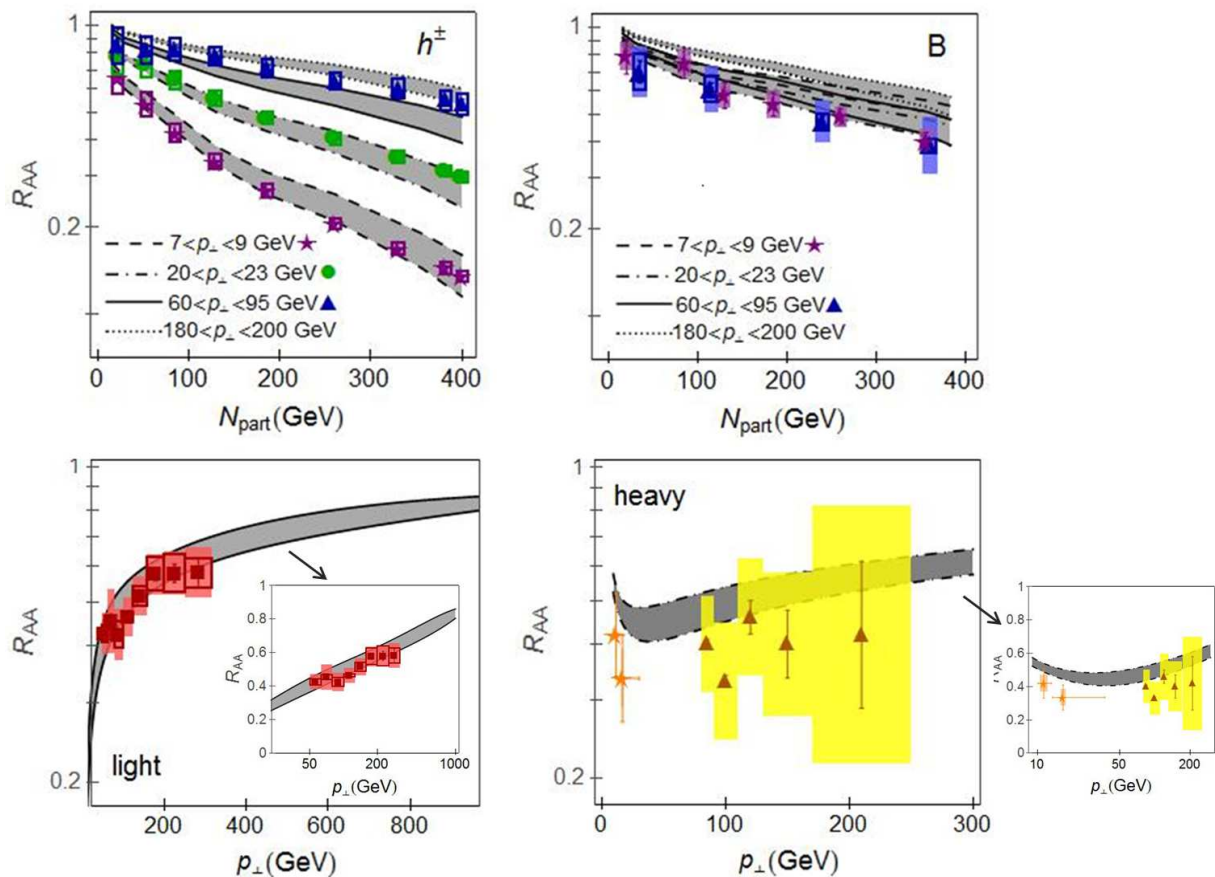 1
h±
R_AA
0.2
7<p⊥<9 GeV
20<p⊥<23 GeV
60<p⊥<95 GeV
180<p⊥<200 GeV
0 100 200 300 400
N_part(GeV)
1
B
R_AA
0.2
7<p⊥<9 GeV
20<p⊥<23 GeV
60<p⊥<95 GeV
180<p⊥<200 GeV
0 100 200 300 400
N_part(GeV)
1
R_AA
0.2
light
200 400 600 800
p⊥(GeV)
1
0.8
0.6
0.4
0.2
0
R_AA
50 200 1000
p⊥(GeV)
1
heavy
R_AA
0.2
0 100 200 300
p⊥(GeV)
1
0.8
0.6
0.4
0.2
0
10 50 200
p⊥(GeV)